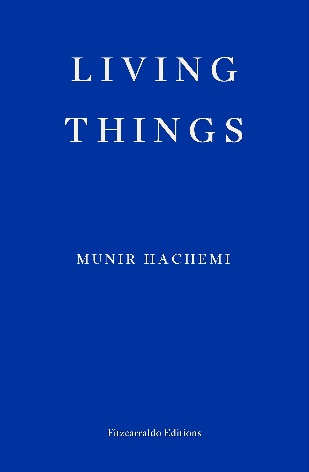 LIVING
THINGS
MUNIR HACHEMI
Fitzcarraldo Editions